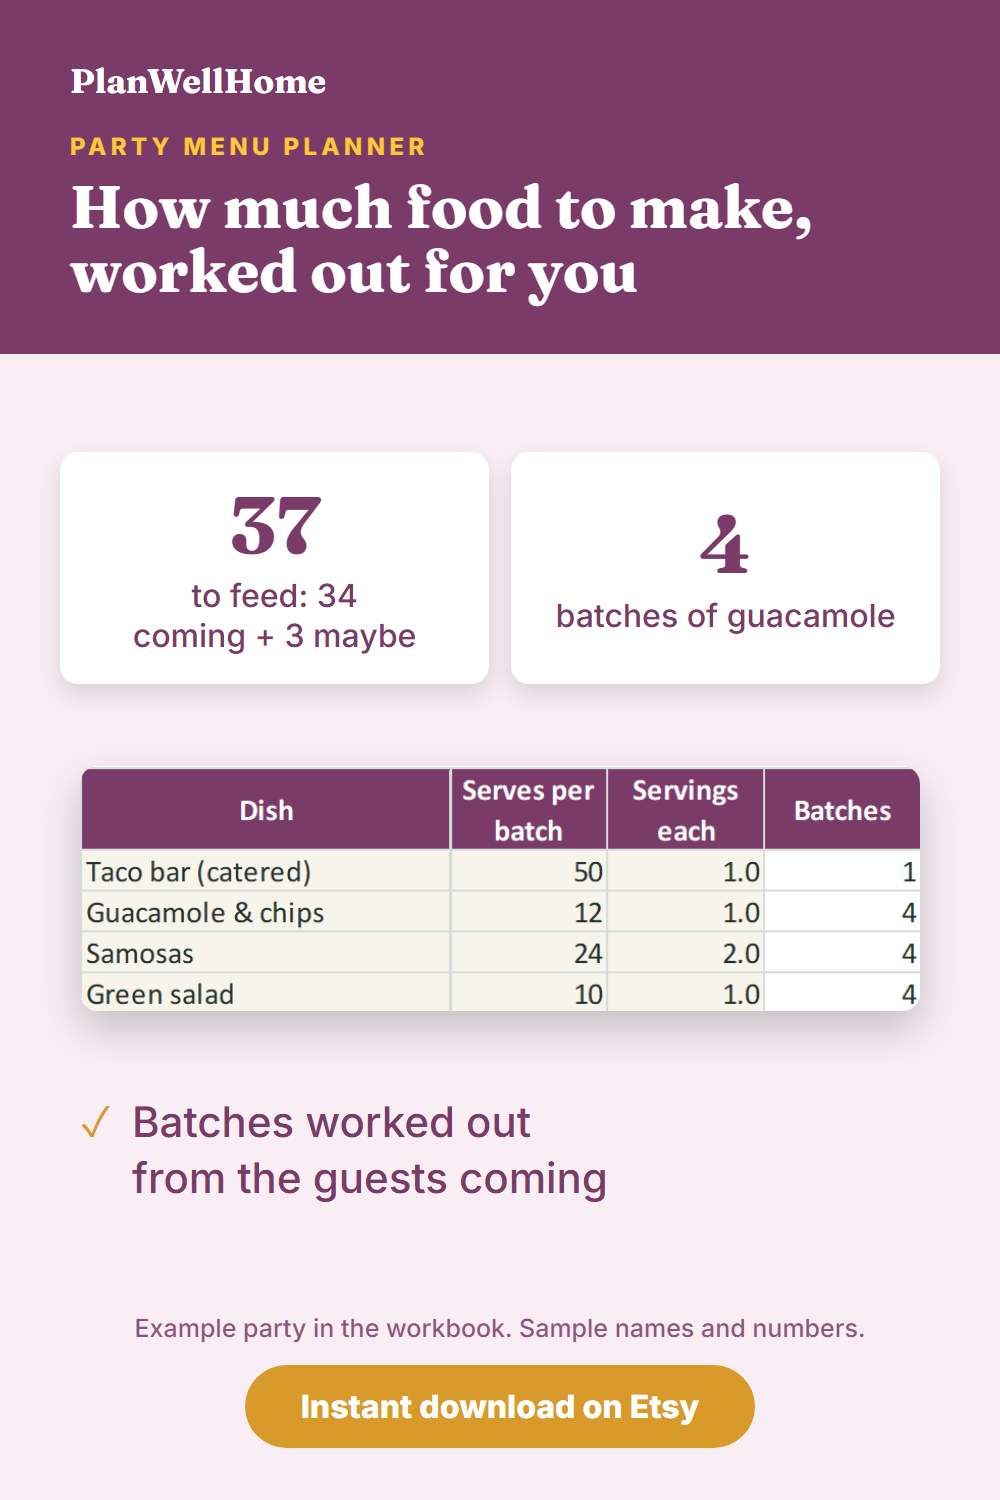 PlanWellHome
PARTY MENU PLANNER
How much food to make,
worked out for you
37
to feed: 34
coming + 3 maybe
4
batches of guacamole
Dish Serves per batch Servings each Batches
Taco bar (catered) 50 1.0 1
Guacamole & chips 12 1.0 4
Samosas 24 2.0 4
Green salad 10 1.0 4
✓ Batches worked out
from the guests coming
Example party in the workbook. Sample names and numbers.
Instant download on Etsy